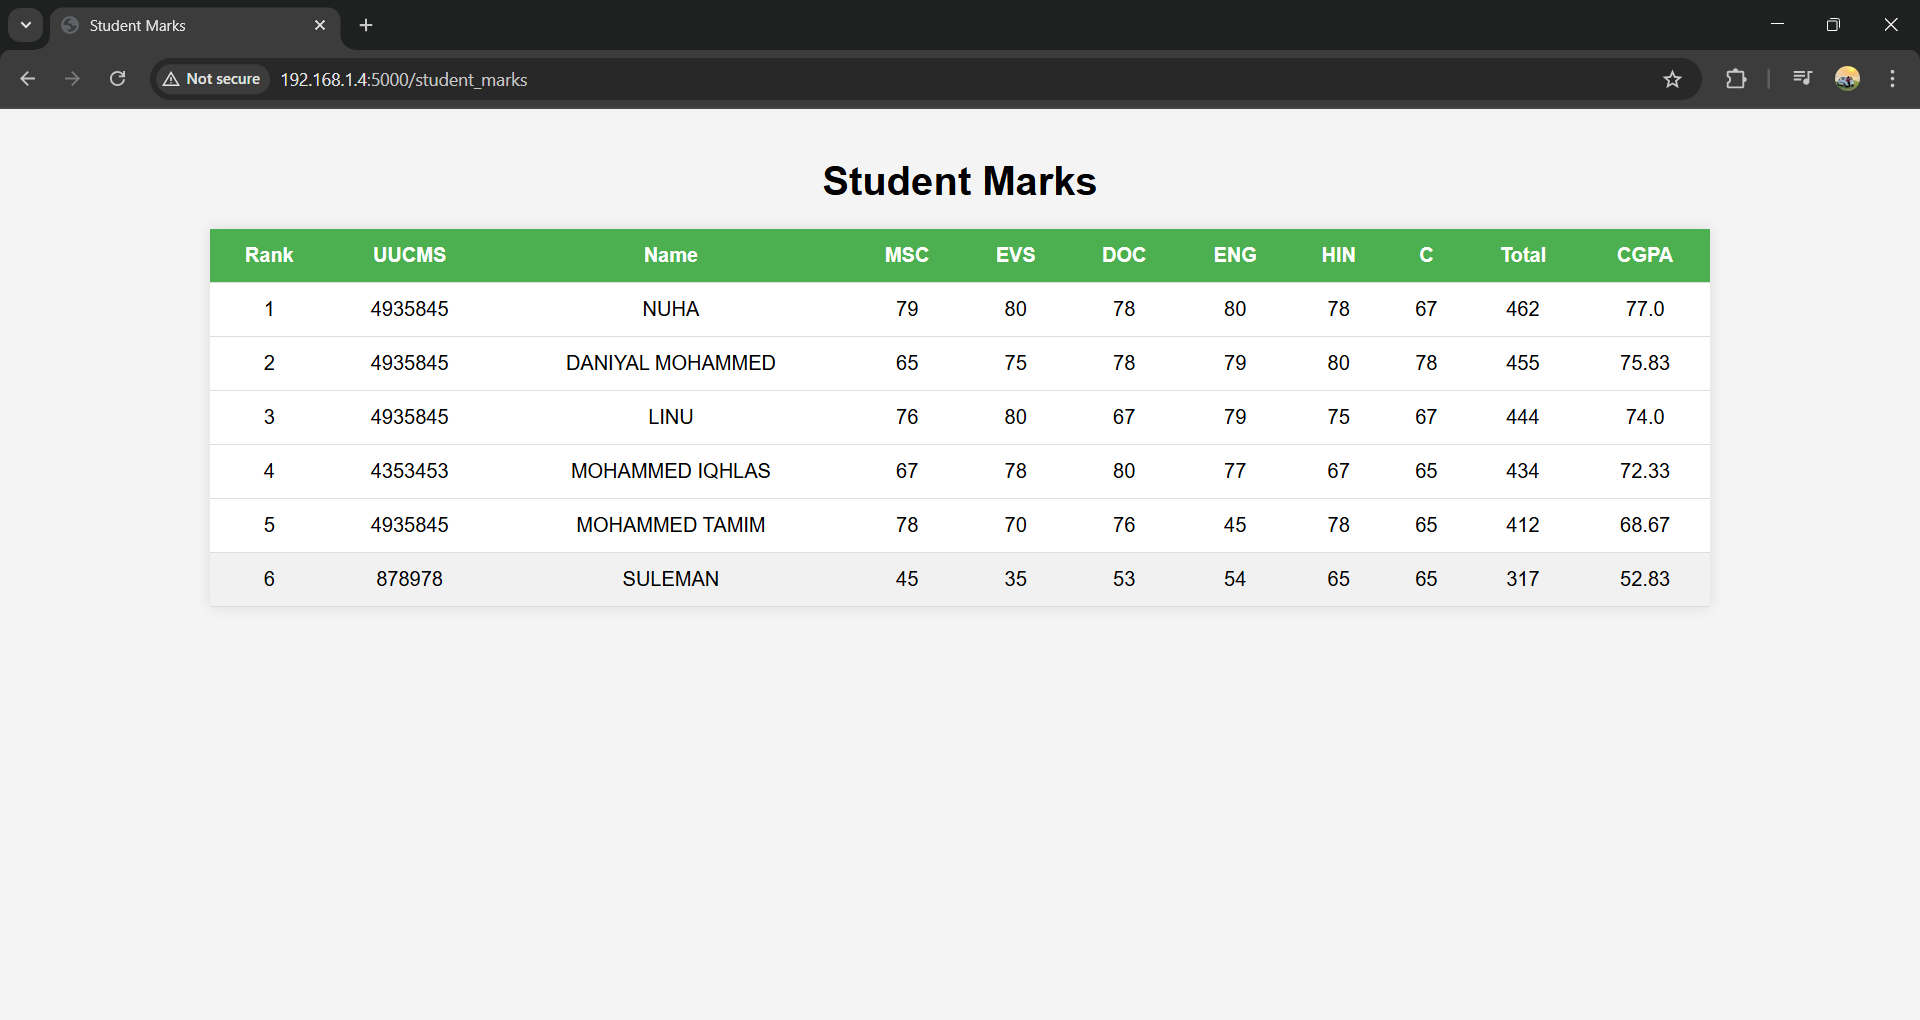 Student Marks
Not secure 192.168.1.4:5000/student_marks
Student Marks
Rank UUCMS Name MSC EVS DOC ENG HIN C Total CGPA
1 4935845 NUHA 79 80 78 80 78 67 462 77.0
2 4935845 DANIYAL MOHAMMED 65 75 78 79 80 78 455 75.83
3 4935845 LINU 76 80 67 79 75 67 444 74.0
4 4353453 MOHAMMED IQHLAS 67 78 80 77 67 65 434 72.33
5 4935845 MOHAMMED TAMIM 78 70 76 45 78 65 412 68.67
6 878978 SULEMAN 45 35 53 54 65 65 317 52.83